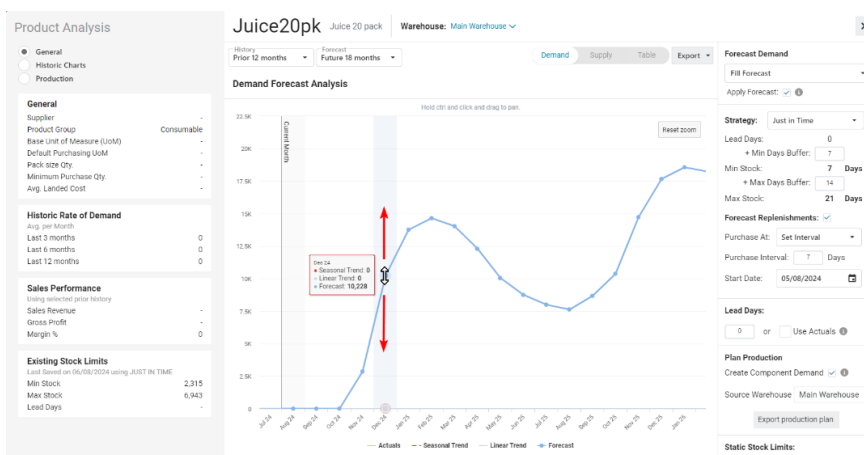 Product Analysis
General
Historic Charts
Production
General
Supplier -
Product Group Consumable
Base Unit of Measure (UoM) -
Default Purchasing UoM -
Pack size Qty. -
Minimum Purchase Qty. -
Avg. Landed Cost -
Historic Rate of Demand
Avg. per Month
Last 3 months 0
Last 6 months 0
Last 12 months 0
Sales Performance
Using selected prior history
Sales Revenue -
Gross Profit -
Margin % 0
Existing Stock Limits
Last Saved on 06/08/2024 using JUST IN TIME
Min Stock 2,315
Max Stock 6,943
Lead Days -
Juice20pk Juice 20 pack Warehouse: Main Warehouse
History
Prior 12 months
Forecast
Future 18 months
Demand Supply Table Export
Demand Forecast Analysis
Hold ctrl and click and drag to pan.
Reset zoom
22.5K
20K
17.5K
15K
12.5K
10K
7.5K
5K
2.5K
0
Current Month
Dec 24
Seasonal Trend: 0
Linear Trend: 0
Forecast: 10,228
Jul 24 Aug 24 Sep 24 Oct 24 Nov 24 Dec 24 Jan 25 Feb 25 Mar 25 Apr 25 May 25 Jun 25 Jul 25 Aug 25 Sep 25 Oct 25 Nov 25 Dec 25 Jan 26
Actuals Seasonal Trend Linear Trend Forecast
Forecast Demand
Fill Forecast
Apply Forecast:
Strategy: Just in Time
Lead Days: 0
+ Min Days Buffer: 7
Min Stock: 7 Days
+ Max Days Buffer: 14
Max Stock: 21 Days
Forecast Replenishments:
Purchase At: Set Interval
Purchase Interval: 7 Days
Start Date: 05/08/2024
Lead Days:
0 or Use Actuals
Plan Production
Create Component Demand
Source Warehouse Main Warehouse
Export production plan
Static Stock Limits: